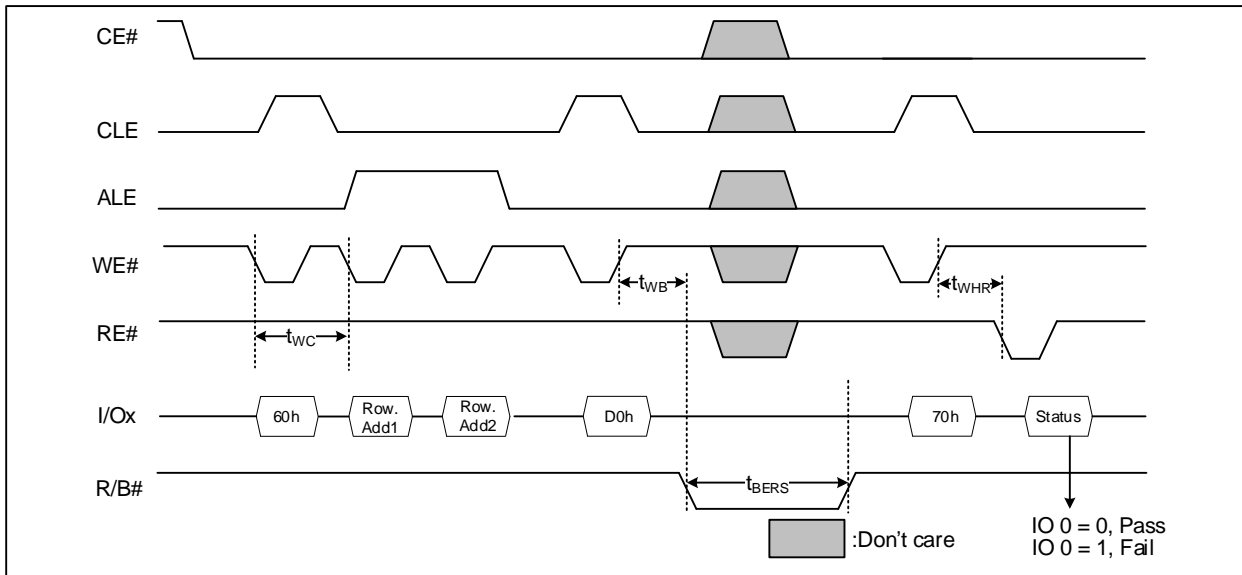 CE#
CLE
ALE
WE#
tWB
tWHR
RE#
tWC
I/Ox
60h
Row.
Add1
Row.
Add2
D0h
70h
Status
R/B#
tBERS
:Don't care
IO 0 = 0, Pass
IO 0 = 1, Fail